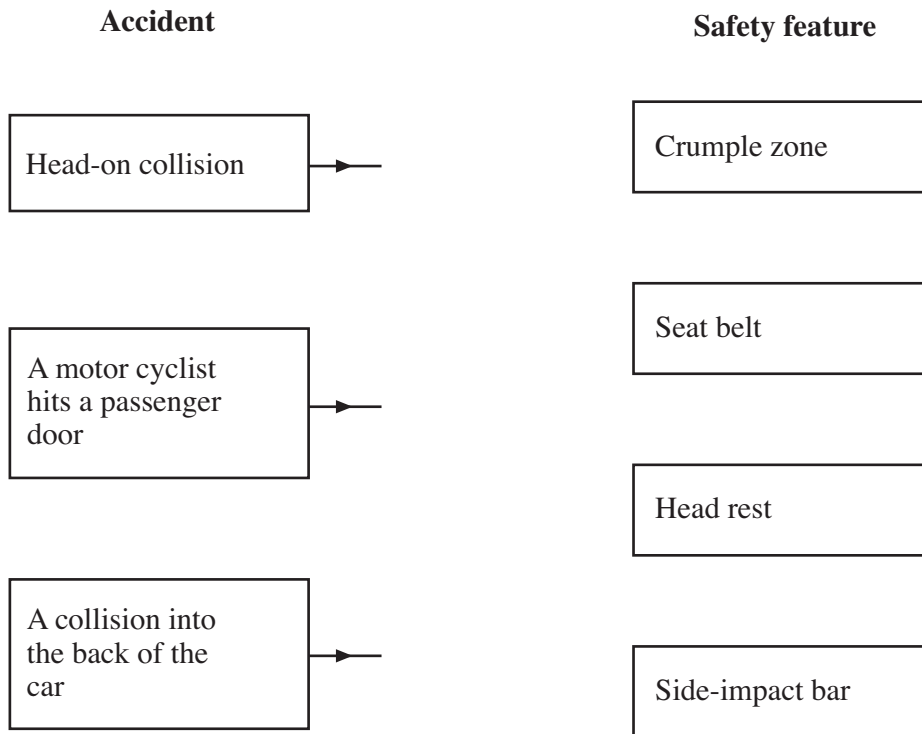 Accident
Head-on collision
A motor cyclist
hits a passenger
door
A collision into
the back of the
car
Safety feature
Crumple zone
Seat belt
Head rest
Side-impact bar